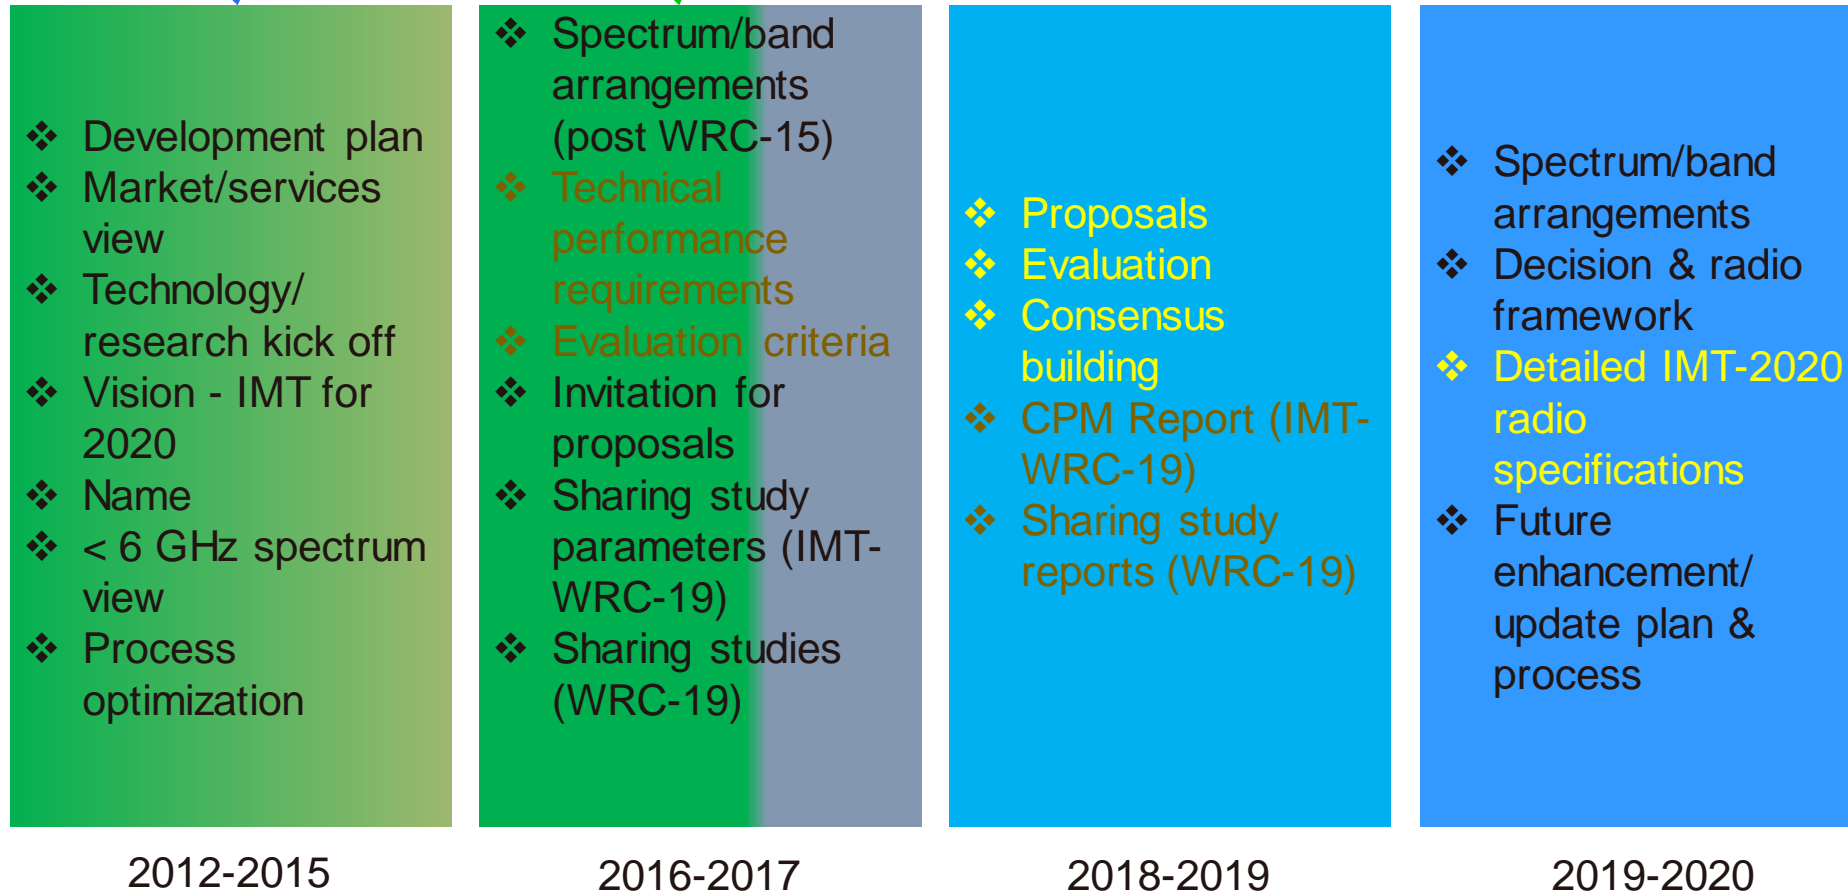 ❖ Development plan
❖ Market/services
view
❖ Technology/
research kick off
❖ Vision - IMT for
2020
❖ Name
❖ < 6 GHz spectrum
view
❖ Process
optimization
2012-2015
❖ Spectrum/band
arrangements
(post WRC-15)
❖ Technical
performance
requirements
❖ Evaluation criteria
❖ Invitation for
proposals
❖ Sharing study
parameters (IMT-
WRC-19)
❖ Sharing studies
(WRC-19)
2016-2017
❖ Proposals
❖ Evaluation
❖ Consensus
building
❖ CPM Report (IMT-
WRC-19)
❖ Sharing study
reports (WRC-19)
2018-2019
❖ Spectrum/band
arrangements
❖ Decision & radio
framework
❖ Detailed IMT-2020
radio
specifications
❖ Future
enhancement/
update plan &
process
2019-2020